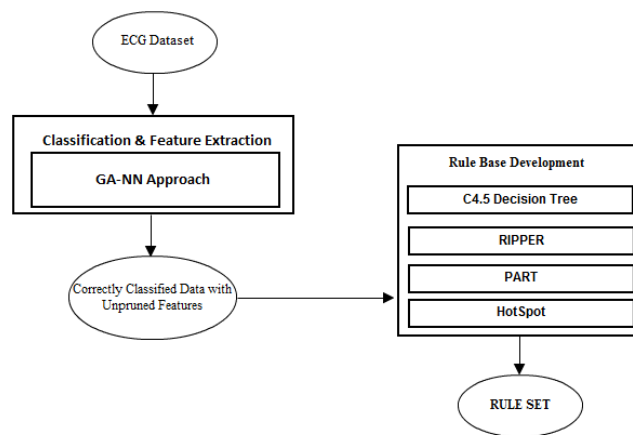 ECG Dataset
Classification & Feature Extraction
GA-NN Approach
Correctly Classified Data with
Unpruned Features
Rule Base Development
C4.5 Decision Tree
RIPPER
PART
HotSpot
RULE SET